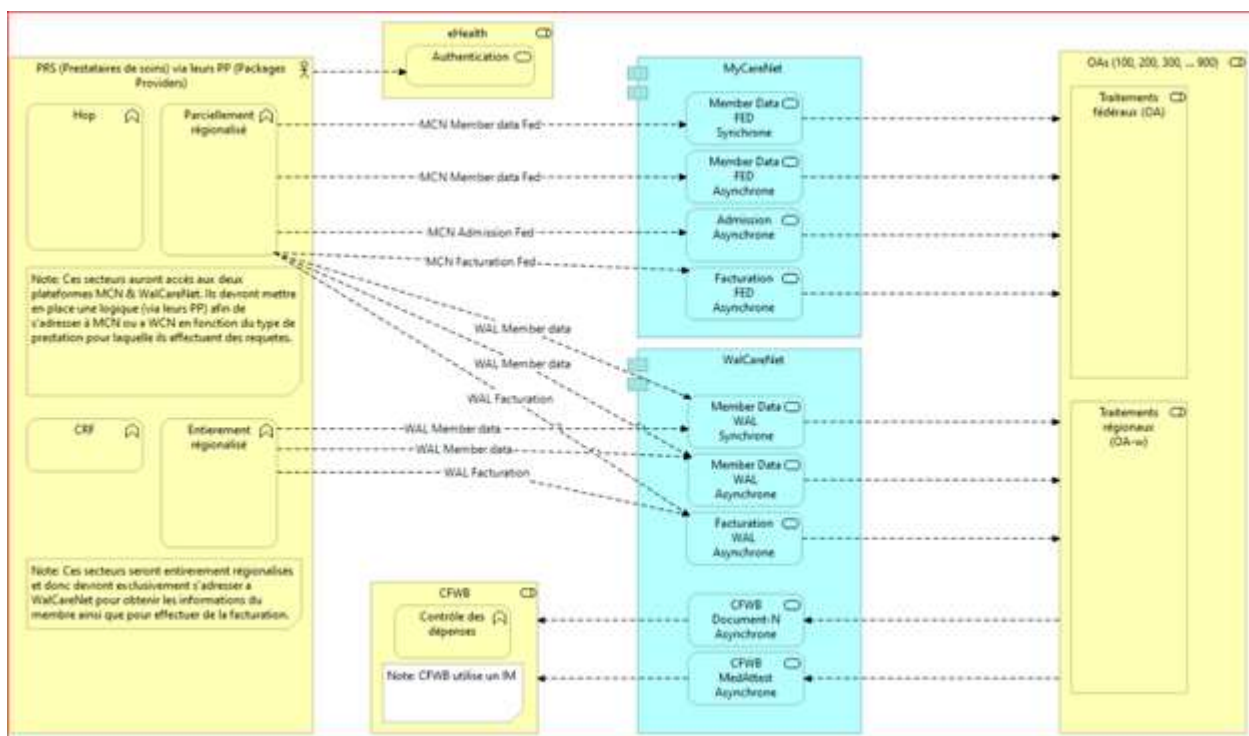 eHealth
Authentication
PRS (Prestataires de soins) via leurs PP (Packages
Providers)
Hop
Parciellement
régionalisé
Note: Ces secteurs auront accès aux deux
plateformes MCN & WalCareNet. Ils devront mettre
en place une logique (via leurs PP) afin de
s'adresser à MCN ou a WCN en fonction du type de
prestation pour laquelle ils effectuent des requetes.
CRF
Entierement
régionalisé
Note: Ces secteurs seront entirerement régionalisés
et donc devront exclusivement s'adresser a
WalCareNet pour obtenir les informations du
membre ainsi que pour effectuer de la facturation.
MCN Member data Fed
MCN Member data Fed
MCN Admission Fed
MCN Facturation Fed
WAL Member data
WAL Member data
WAL Facturation
WAL Member data
WAL Member data
WAL Facturation
CFWB
Contrôle des
dépenses
Note: CFWB utilise un IM
MyCareNet
Member Data
FED
Synchrone
Member Data
FED
Asynchrone
Admission
Asynchrone
Facturation
FED
Asynchrone
WalCareNet
Member Data
WAL
Synchrone
Member Data
WAL
Asynchrone
Facturation
WAL
Asynchrone
CFWB
Document-N
Asynchrone
CFWB
MedAttest
Asynchrone
OAs (100, 200, 300, ... 900)
Traitements
fédéraux (OA)
Traitements
régionaux
(OA-w)